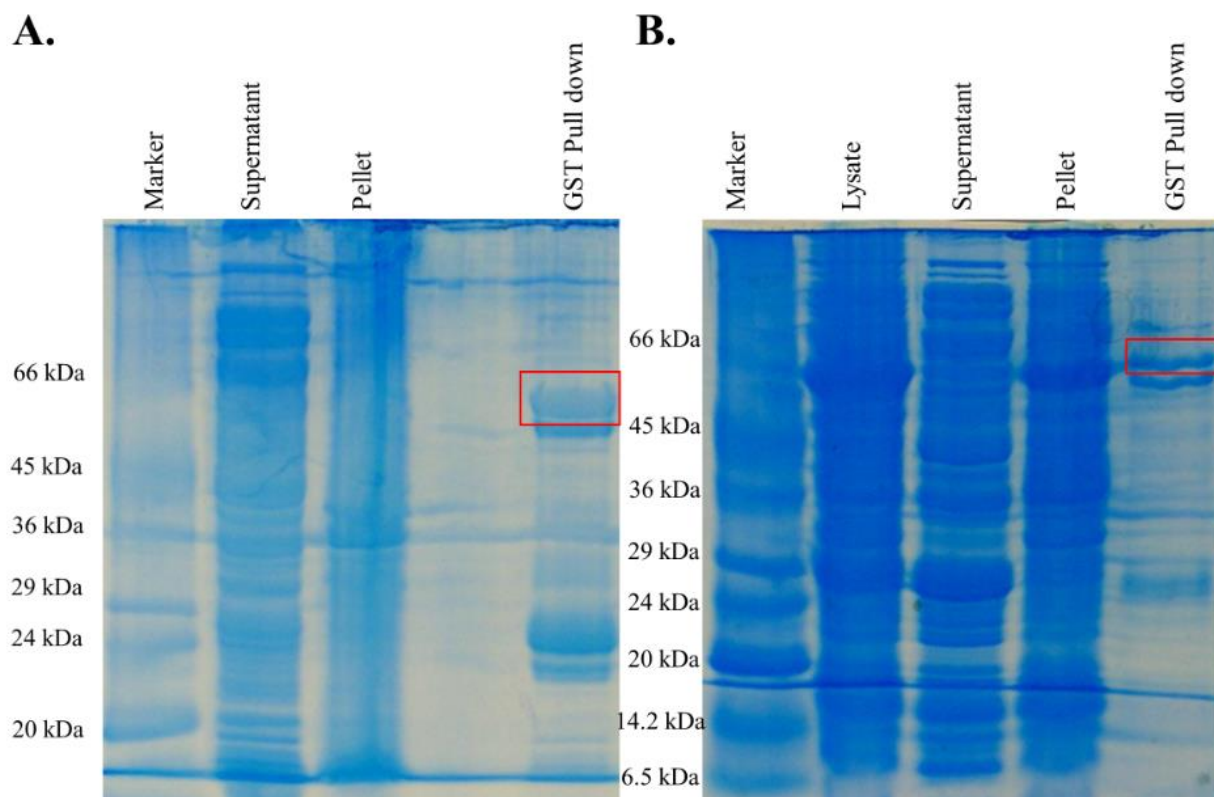 A.
Marker
Supernatant
Pellet
GST Pull down
66 kDa
45 kDa
36 kDa
29 kDa
24 kDa
20 kDa
B.
Marker
Lysate
Supernatant
Pellet
GST Pull down
66 kDa
45 kDa
36 kDa
29 kDa
24 kDa
20 kDa
14.2 kDa
6.5 kDa